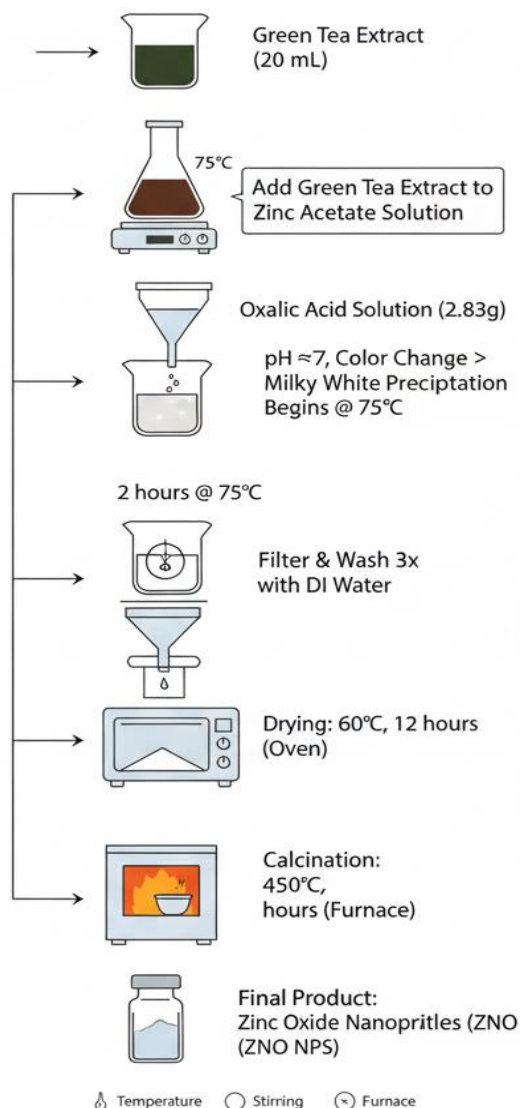 Green Tea Extract
(20 mL)
75°C
Add Green Tea Extract to
Zinc Acetate Solution
Oxalic Acid Solution (2.83g)
pH ≈7, Color Change >
Milky White Preciptation
Begins @ 75°C
2 hours @ 75°C
Filter & Wash 3x
with DI Water
Drying: 60°C, 12 hours
(Oven)
Calcination:
450°C,
hours (Furnace)
Final Product:
Zinc Oxide Nanopritles (ZNO
(ZNO NPS)
Temperature
Stirring
Furnace